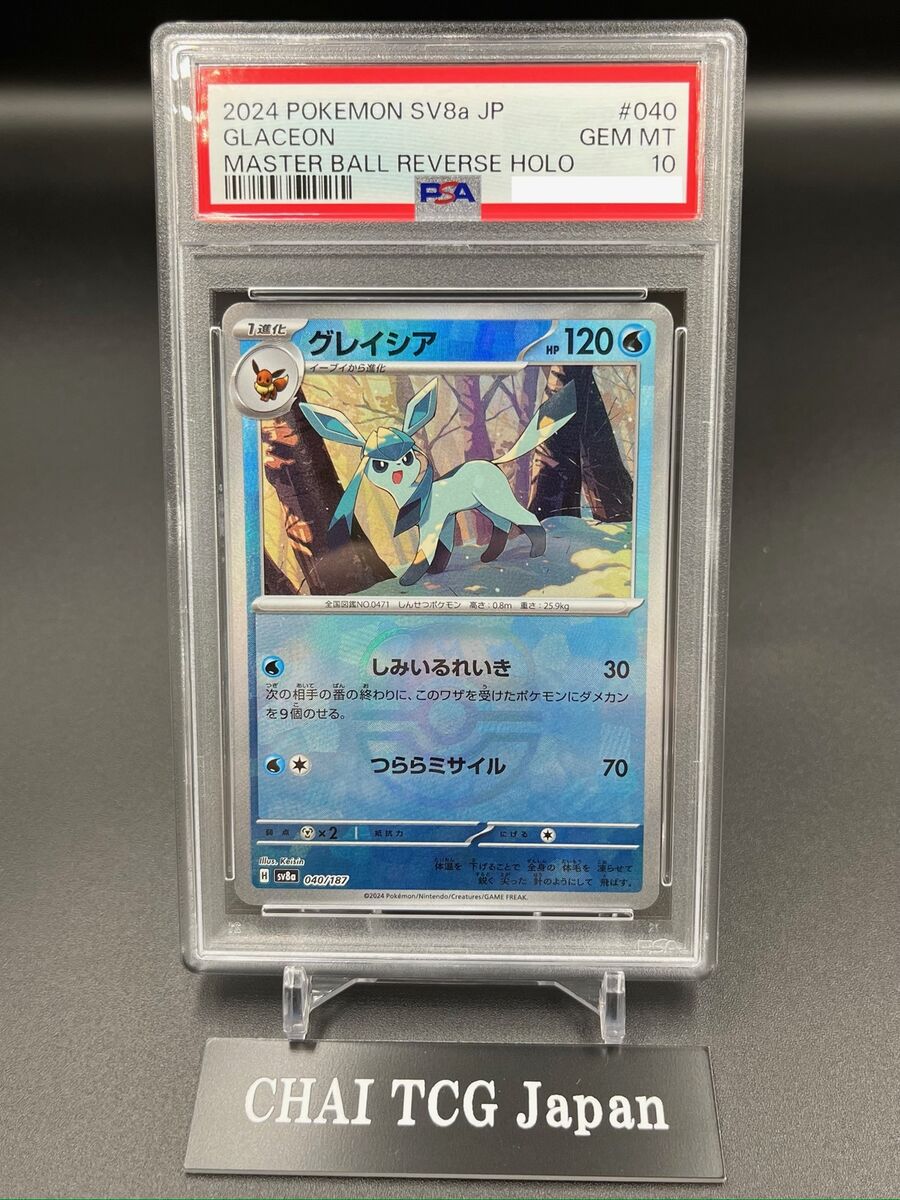 2024 POKEMON SV8a JP #040
GLACEON GEM MT
MASTER BALL REVERSE HOLO 10
PSA
1進化 グレイシア HP 120
イーブイから進化
全国図鑑NO.0471 しんせつポケモン 高さ:0.8m 重さ:25.9kg
しみいるれいき 30
次の相手の番の終わりに、このワザを受けたポケモンにダメカン
を9個のせる。
つららミサイル 70
弱点 ×2 抵抗力 にげる
Illus. Keisin
体温を 下げることで 全身の 体毛を 凍らせて
鋭く 尖った 針のようにして 飛ばす。
H sv8a 040/187
©2024 Pokémon/Nintendo/Creatures/GAME FREAK.
CHAI TCG Japan